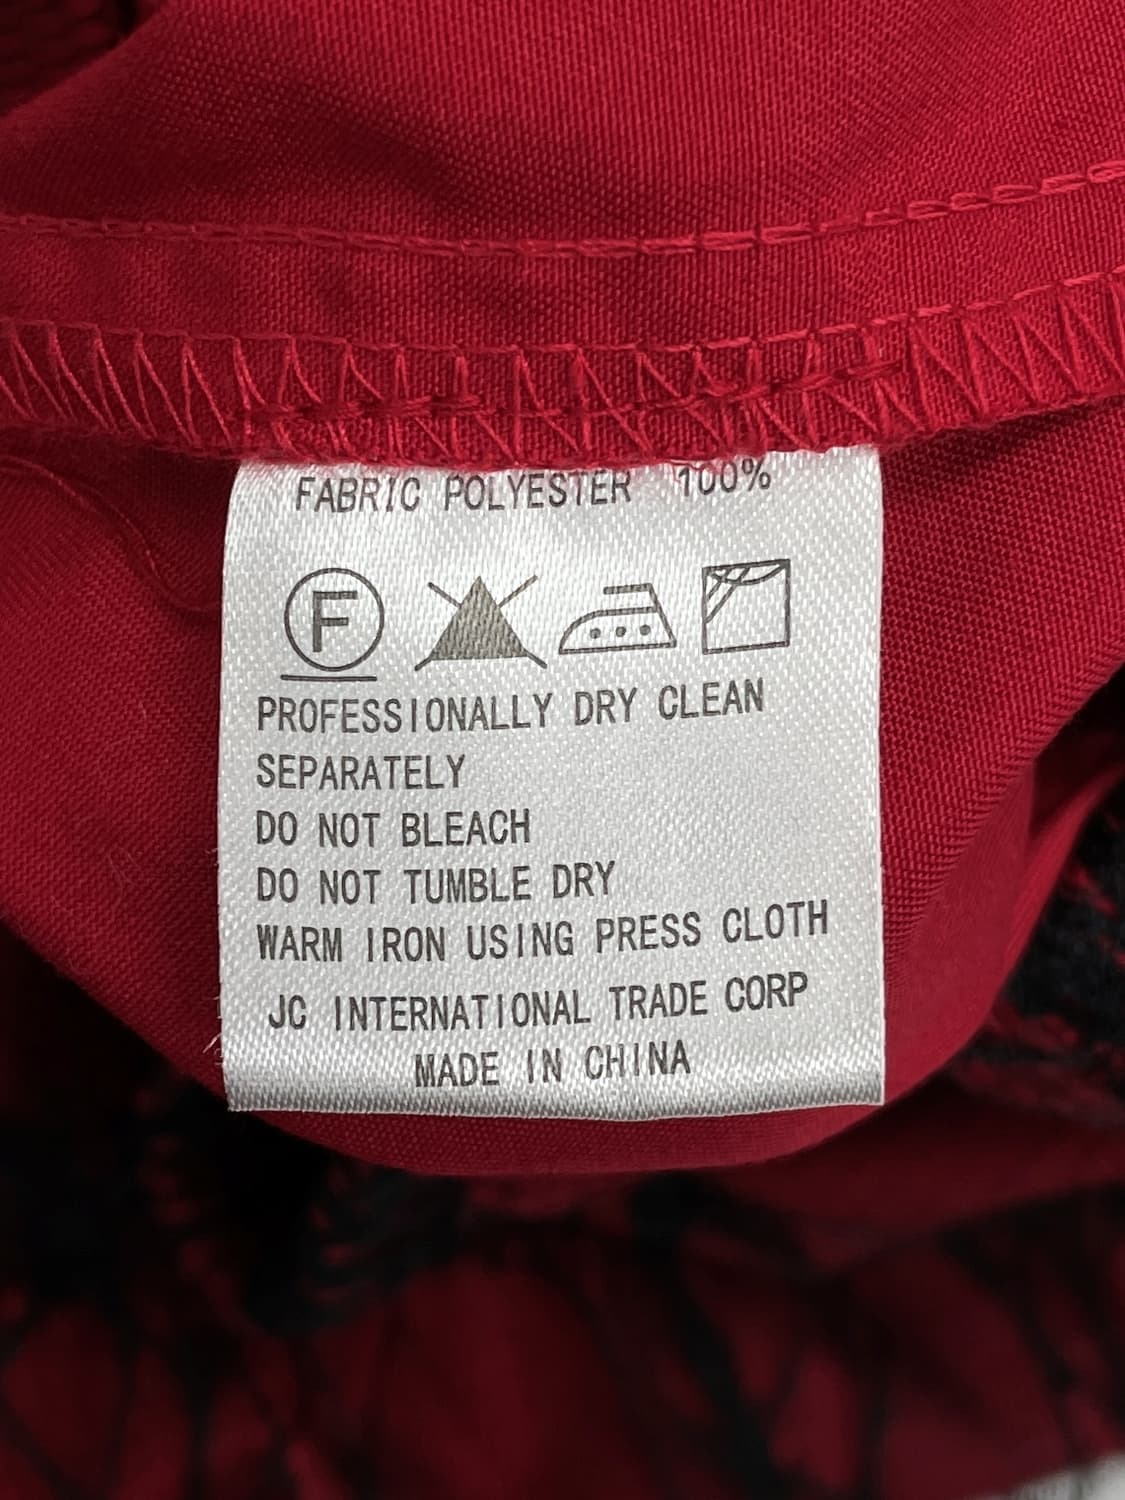 FABRIC POLYESTER 100%
F
PROFESSIONALLY DRY CLEAN
SEPARATELY
DO NOT BLEACH
DO NOT TUMBLE DRY
WARM IRON USING PRESS CLOTH
JC INTERNATIONAL TRADE CORP
MADE IN CHINA